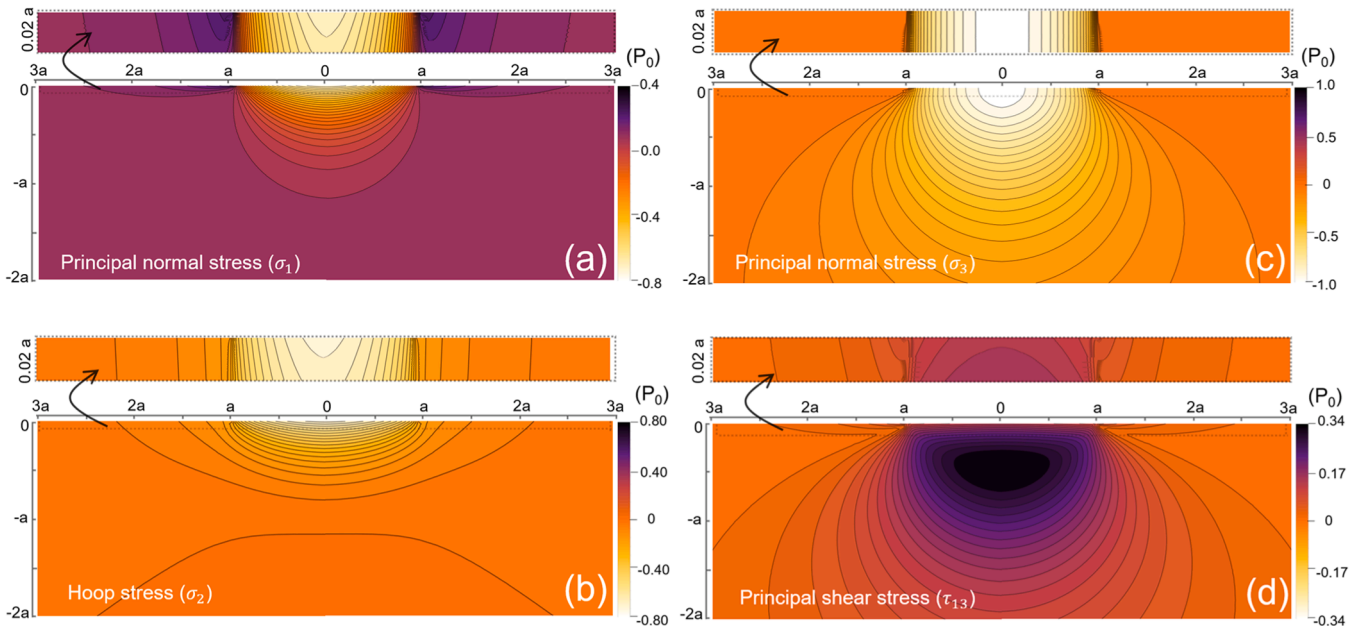 0.02 a
(P₀)
3a 2a a 0 a 2a 3a
0
-a
-2a
0.4
0.0
-0.4
-0.8
Principal normal stress (σ₁)
(a)
0.02 a
(P₀)
3a 2a a 0 a 2a 3a
0
-a
-2a
1.0
0.5
0
-0.5
-1.0
Principal normal stress (σ₃)
(c)
0.02 a
(P₀)
3a 2a a 0 a 2a 3a
0
-a
-2a
0.80
0.40
0
-0.40
-0.80
Hoop stress (σ₂)
(b)
0.02 a
(P₀)
3a 2a a 0 a 2a 3a
0
-a
-2a
-0.34
0.17
0
-0.17
-0.34
Principal shear stress (τ₁₃)
(d)